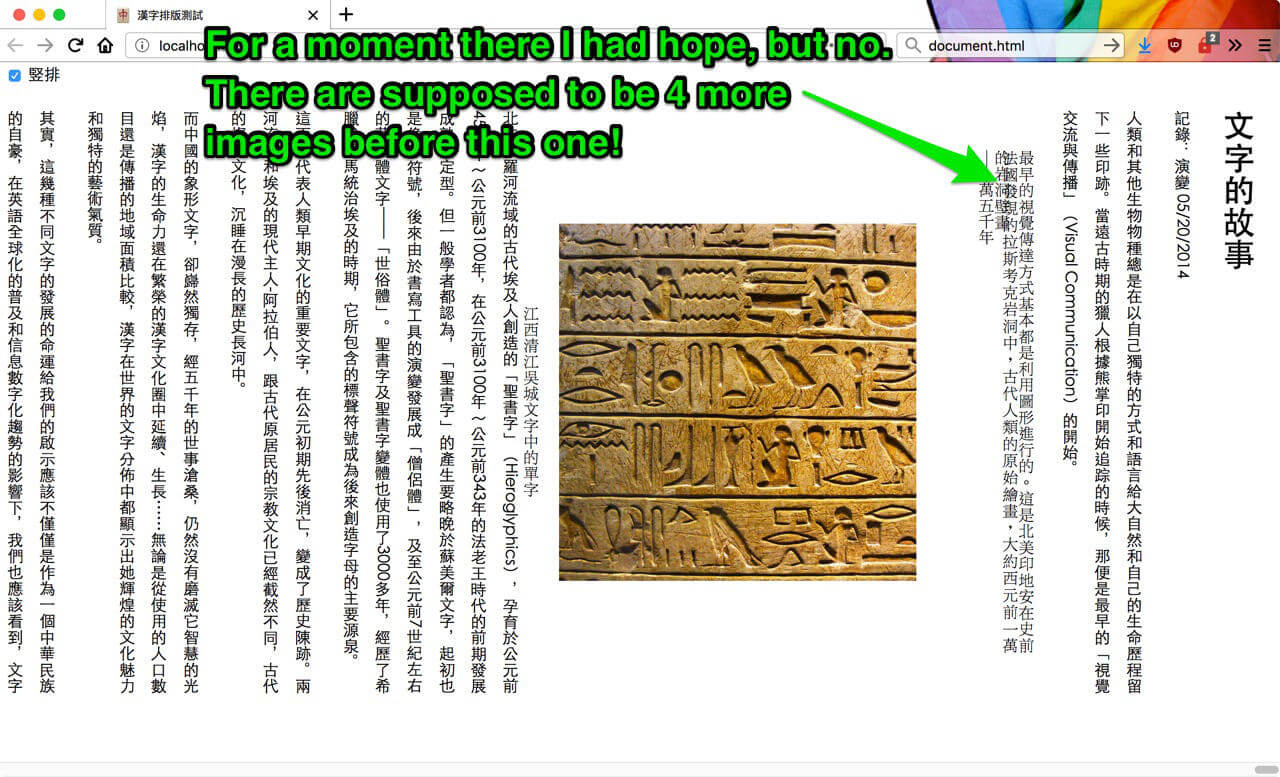 漢字排版測試
localho
document.html
2
竪排
For a moment there I had hope, but no.
There are supposed to be 4 more
images before this one!
文字的故事
記錄：演變 05/20/2014
人類和其他生物物種總是在以自己獨特的方式和語言給大自然和自己的生命歷程留
下一些印跡。當遠古時期的獵人根據熊掌印開始追踪的時候，那便是最早的「視覺
交流與傳播」（Visual Communication）的開始。
最早的視覺傳達方式基本都是利用圖形進行的。這是北美印地安在史前
的岩洞壁畫
法國發現的拉斯考克岩洞中，古代人類的原始繪畫，大約西元前一萬
萬五千年
江西清江吳城文字中的單字
北羅河流域的古代埃及人創造的「聖書字」（Hieroglyphics），孕育於公元前
45～公元前3100年，在公元前3100年～公元前343年的法老王時代的前期發展
定型。但一般學者都認為，「聖書字」的產生要略晚於蘇美爾文字，起初也
是符號，後來由於書寫工具的演變發展成「僧侶體」，及至公元前7世紀左右
的體文字——「世俗體」。聖書字及聖書字變體也使用了3000多年，經歷了希
臘馬統治埃及的時期，它所包含的標聲符號成為後來創造字母的主要源泉。
這代表人類早期文化的重要文字，在公元初期先後消亡，變成了歷史陳跡。兩
河和埃及的現代主人-阿拉伯人，跟古代原居民的宗教文化已經截然不同，古代
的文化，沉睡在漫長的歷史長河中。
而中國的象形文字，卻巋然獨存，經五千年的世事滄桑，仍然沒有磨滅它智慧的光
焰，漢字的生命力還在繁榮的漢字文化圈中延續、生長……無論是從使用的人口數
目還是傳播的地域面積比較，漢字在世界的文字分佈中都顯示出她輝煌的文化魅力
和獨特的藝術氣質。
其實，這幾種不同文字的發展的命運給我們的啟示應該不僅僅是作為一個中華民族
的自豪，在英語全球化的普及和信息數字化趨勢的影響下，我們也應該看到，文字